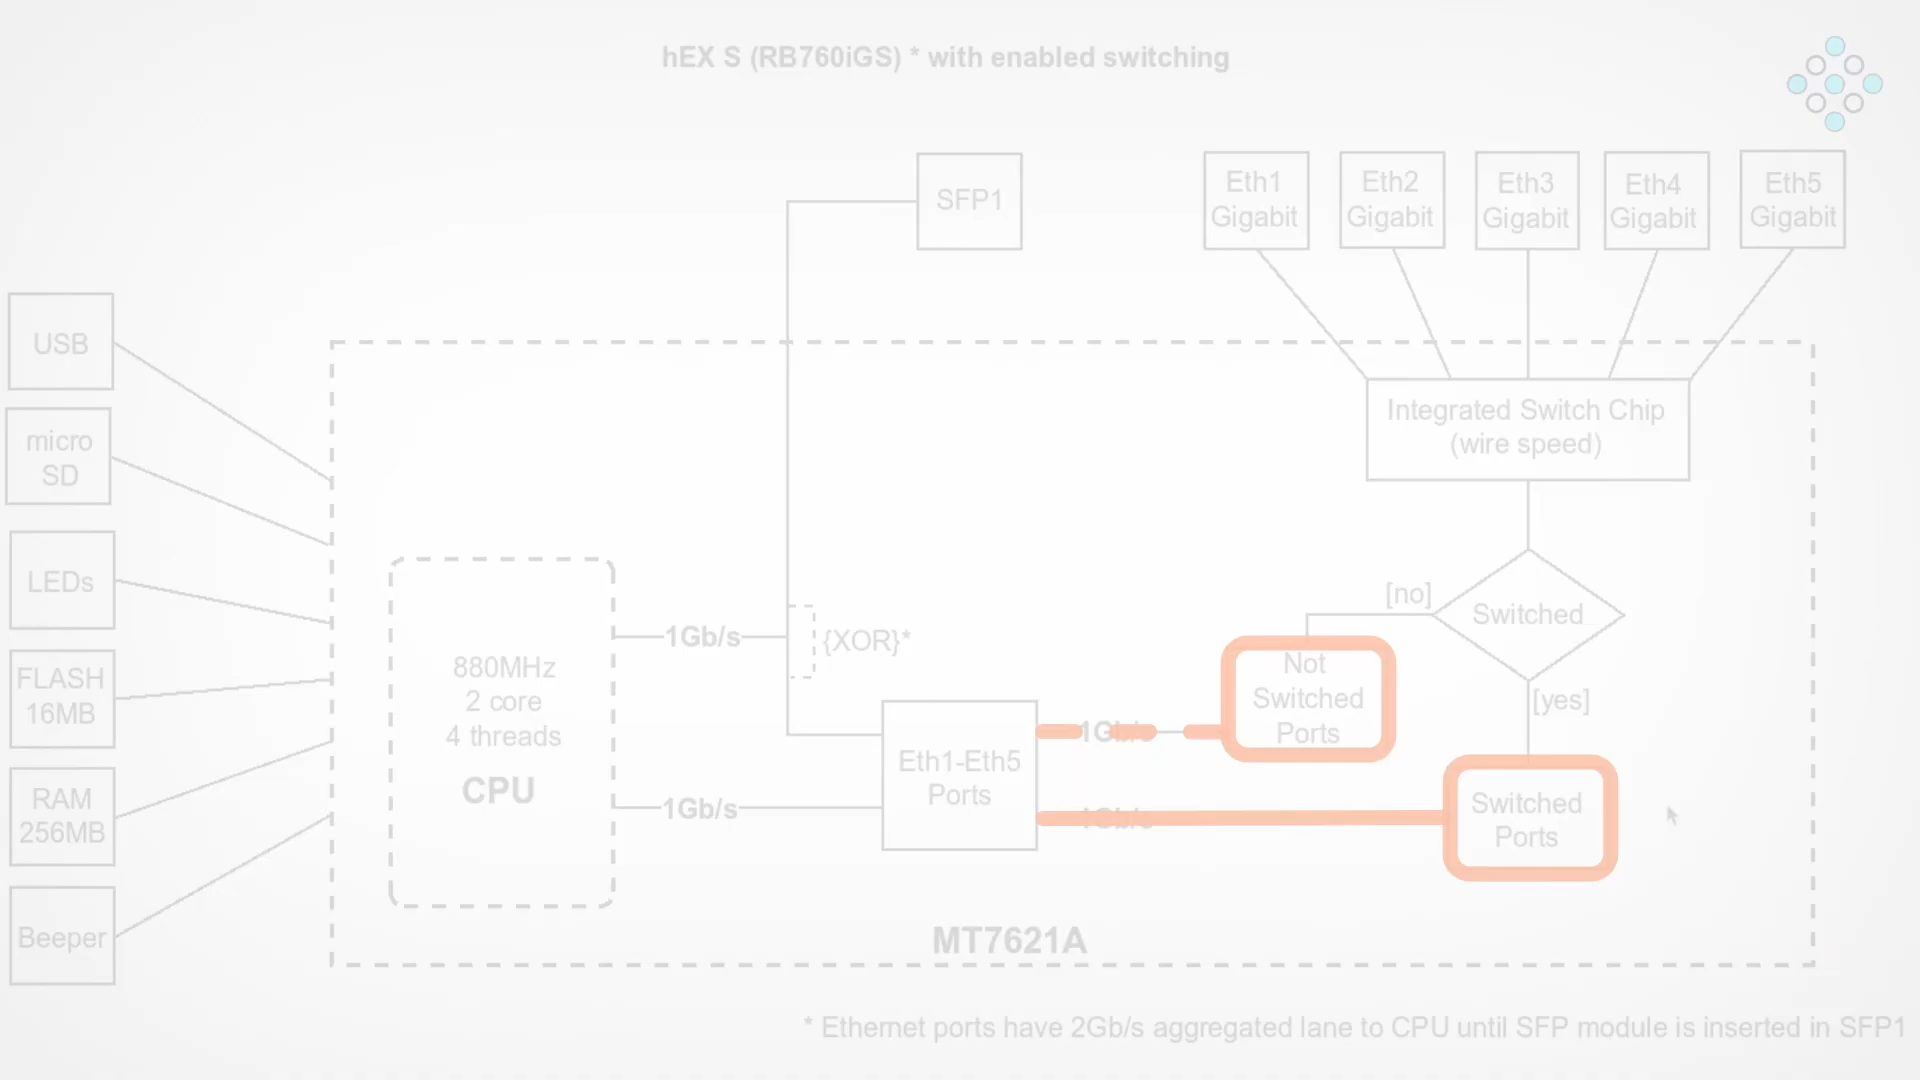 hEX S (RB760iGS) * with enabled switching
SFP1
Eth1
Gigabit
Eth2
Gigabit
Eth3
Gigabit
Eth4
Gigabit
Eth5
Gigabit
USB
micro
SD
LEDs
FLASH
16MB
RAM
256MB
Beeper
Integrated Switch Chip
(wire speed)
Switched
[no]
[yes]
Not
Switched
Ports
Switched
Ports
880MHz
2 core
4 threads
CPU
1Gb/s
{XOR}*
1Gb/s
Eth1-Eth5
Ports
1Gb/s
1Gb/s
MT7621A
* Ethernet ports have 2Gb/s aggregated lane to CPU until SFP module is inserted in SFP1